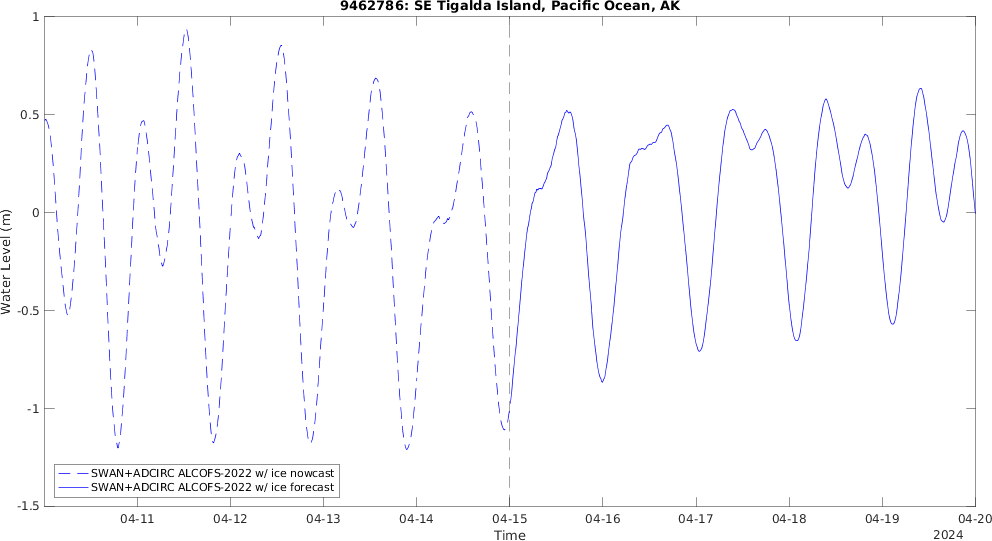 9462786: SE Tigalda Island, Pacific Ocean, AK
1
0.5
0
-0.5
-1
-1.5
Water Level (m)
SWAN+ADCIRC ALCOFS-2022 w/ ice nowcast
SWAN+ADCIRC ALCOFS-2022 w/ ice forecast
04-11 04-12 04-13 04-14 04-15 04-16 04-17 04-18 04-19 04-20
Time
2024